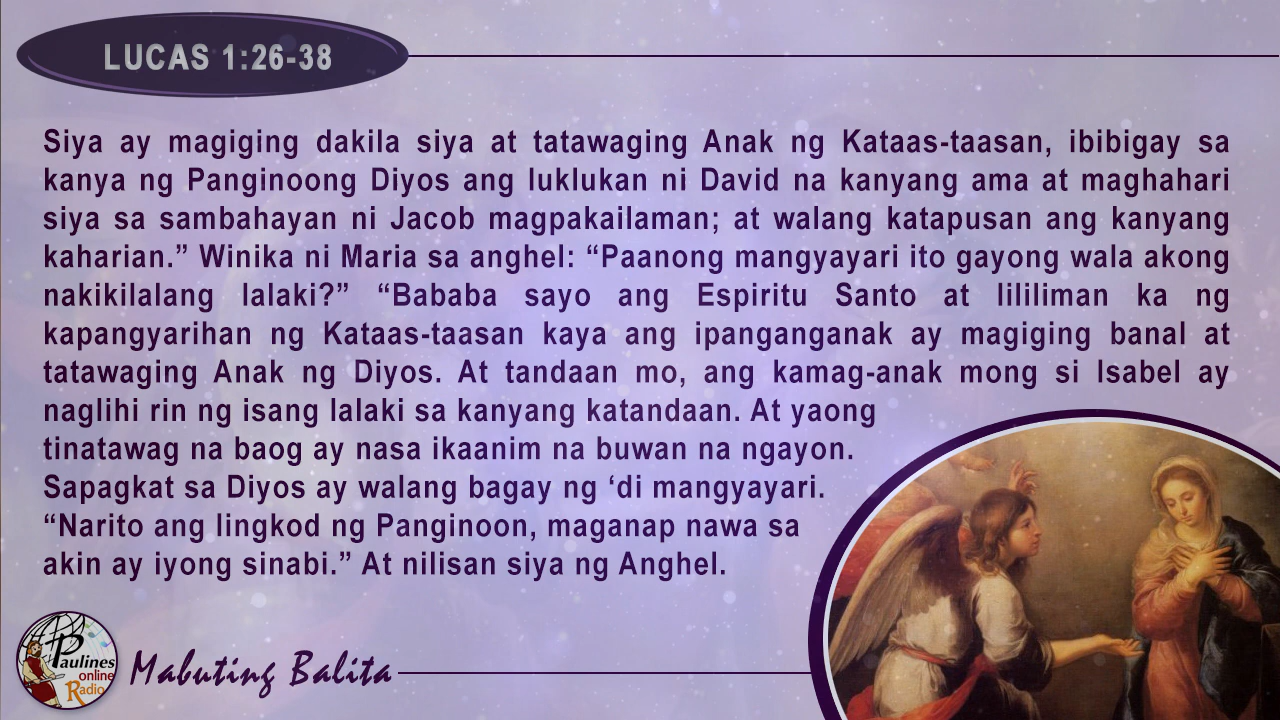 LUCAS 1:26-38
Siya ay magiging dakila siya at tatawaging Anak ng Kataas-taasan, ibibigay sa
kanya ng Panginoong Diyos ang luklukan ni David na kanyang ama at maghahari
siya sa sambahayan ni Jacob magpakailaman; at walang katapusan ang kanyang
kaharian.” Winika ni Maria sa anghel: “Paanong mangyayari ito gayong wala akong
nakikilalang lalaki?” “Bababa sayo ang Espiritu Santo at lililiman ka ng
kapangyarihan ng Kataas-taasan kaya ang ipanganganak ay magiging banal at
tatawaging Anak ng Diyos. At tandaan mo, ang kamag-anak mong si Isabel ay
naglihi rin ng isang lalaki sa kanyang katandaan. At yaong
tinatawag na baog ay nasa ikaanim na buwan na ngayon.
Sapagkat sa Diyos ay walang bagay ng ‘di mangyayari.
“Narito ang lingkod ng Panginoon, maganap nawa sa
akin ay iyong sinabi.” At nilisan siya ng Anghel.
Paulines
online
Radio
Mabuting Balita